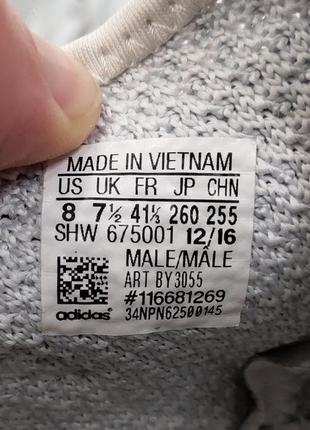 MADE IN VIETNAM
US UK FR JP CHN
8 7½ 41⅓ 260 255
SHW 675001 12/16
MALE/MÂLE
ART BY3055
#116681269
adidas 34NPN62500145